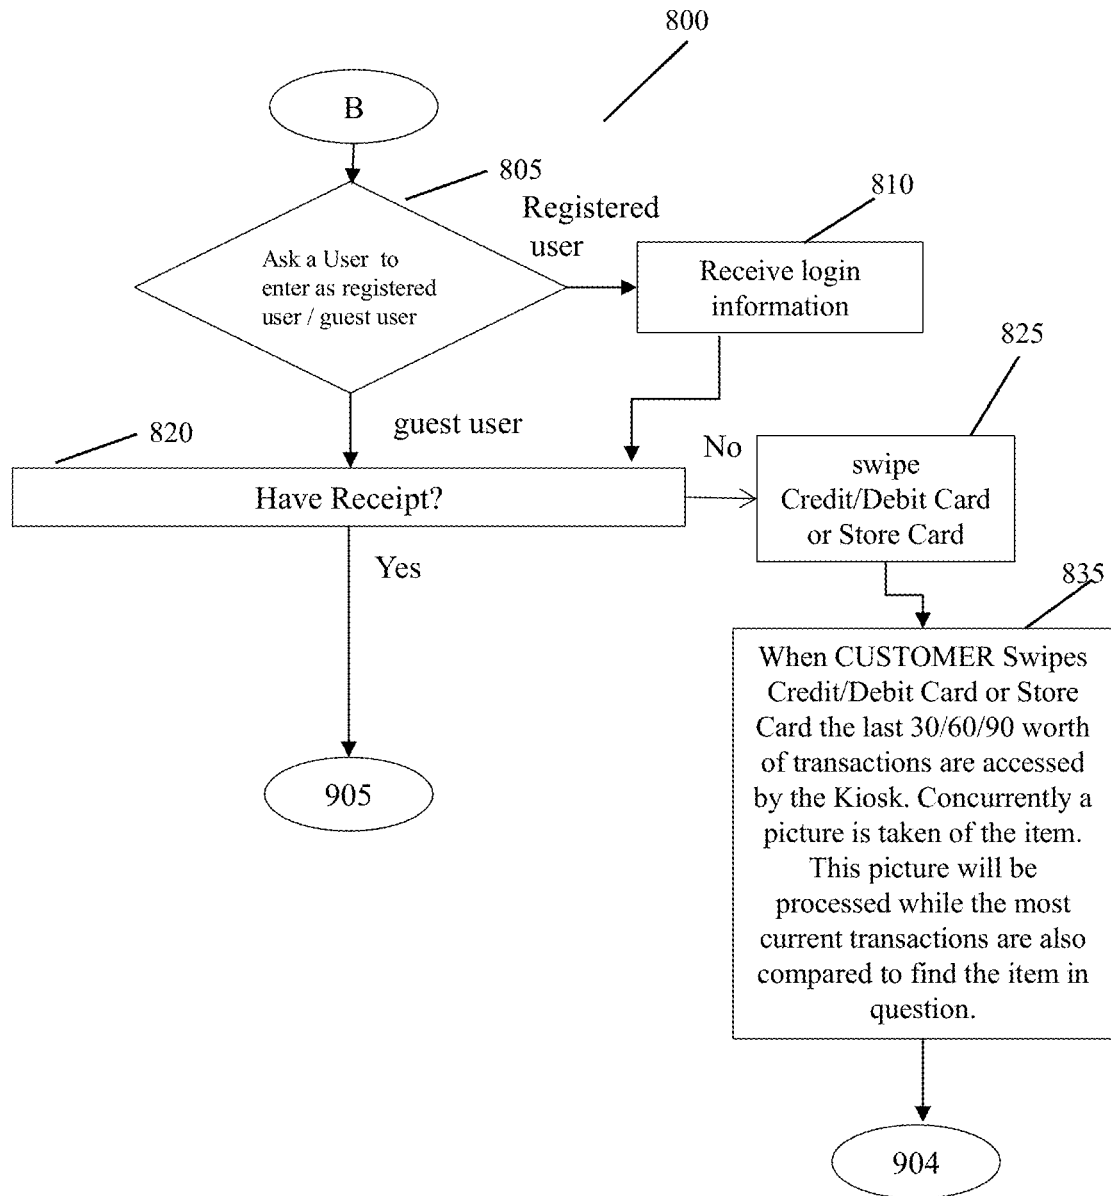 800
B
805
Registered
user
810
Ask a User to
enter as registered
user / guest user
Receive login
information
825
guest user
820
No
swipe
Credit/Debit Card
or Store Card
Have Receipt?
Yes
835
When CUSTOMER Swipes
Credit/Debit Card or Store
Card the last 30/60/90 worth
of transactions are accessed
by the Kiosk. Concurrently a
picture is taken of the item.
This picture will be
processed while the most
current transactions are also
compared to find the item in
question.
905
904